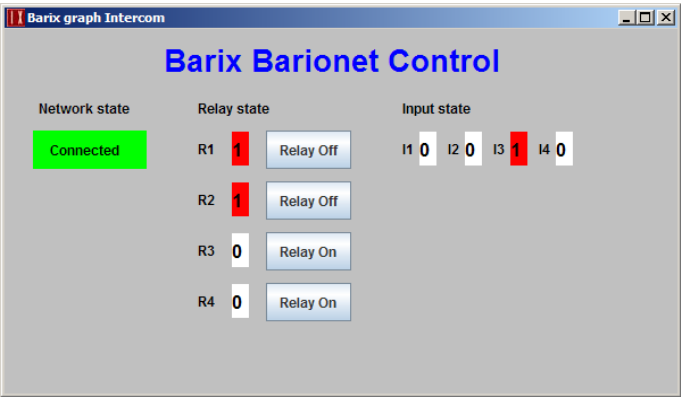 Barix graph Intercom
Barix Barionet Control
Network state Relay state Input state
Connected R1 1 Relay Off I1 0 I2 0 I3 1 I4 0
R2 1 Relay Off
R3 0 Relay On
R4 0 Relay On